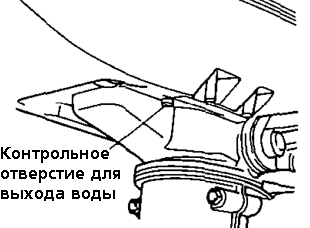 Контрольное
отверстие для
выхода воды